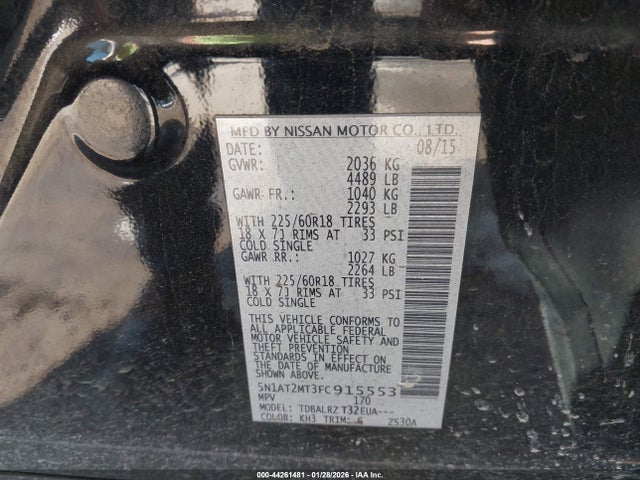 MFD BY NISSAN MOTOR CO., LTD.
DATE: 08/15
GVWR: 2036 KG
4489 LB
GAWR FR.: 1040 KG
2293 LB
WITH 225/60R18 TIRES
18 X 7J RIMS AT 33 PSI
COLD SINGLE
GAWR RR.: 1027 KG
2264 LB
WITH 225/60R18 TIRES
18 X 7J RIMS AT 33 PSI
COLD SINGLE
THIS VEHICLE CONFORMS TO
ALL APPLICABLE FEDERAL
MOTOR VEHICLE SAFETY AND
THEFT PREVENTION
STANDARDS IN EFFECT ON
THE DATE OF MANUFACTURE
SHOWN ABOVE.
5N1AT2MT3FC915553
MPV 170
MODEL: TDBALRZ T32EUA---
COLOR: KH3 TRIM: G 2S30A
000-44261481 - 01/28/2026 - IAA Inc.